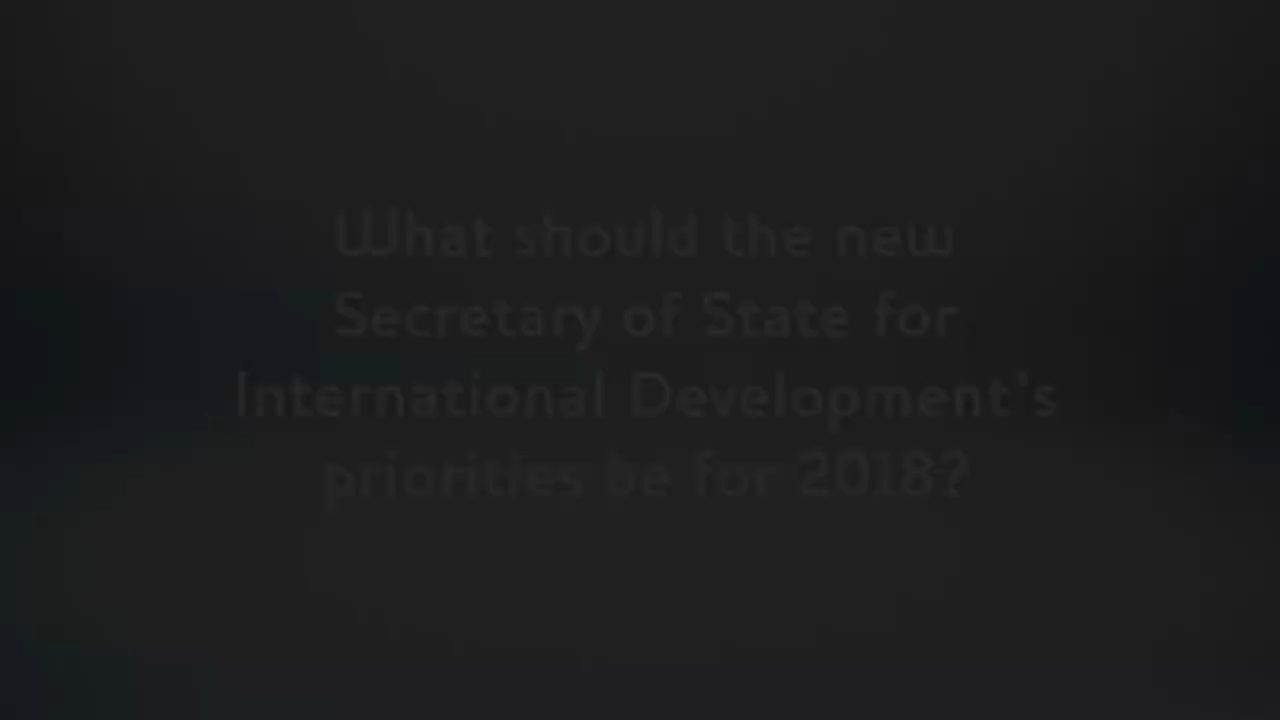 What should the new
Secretary of State for
International Development's
priorities be for 2018?